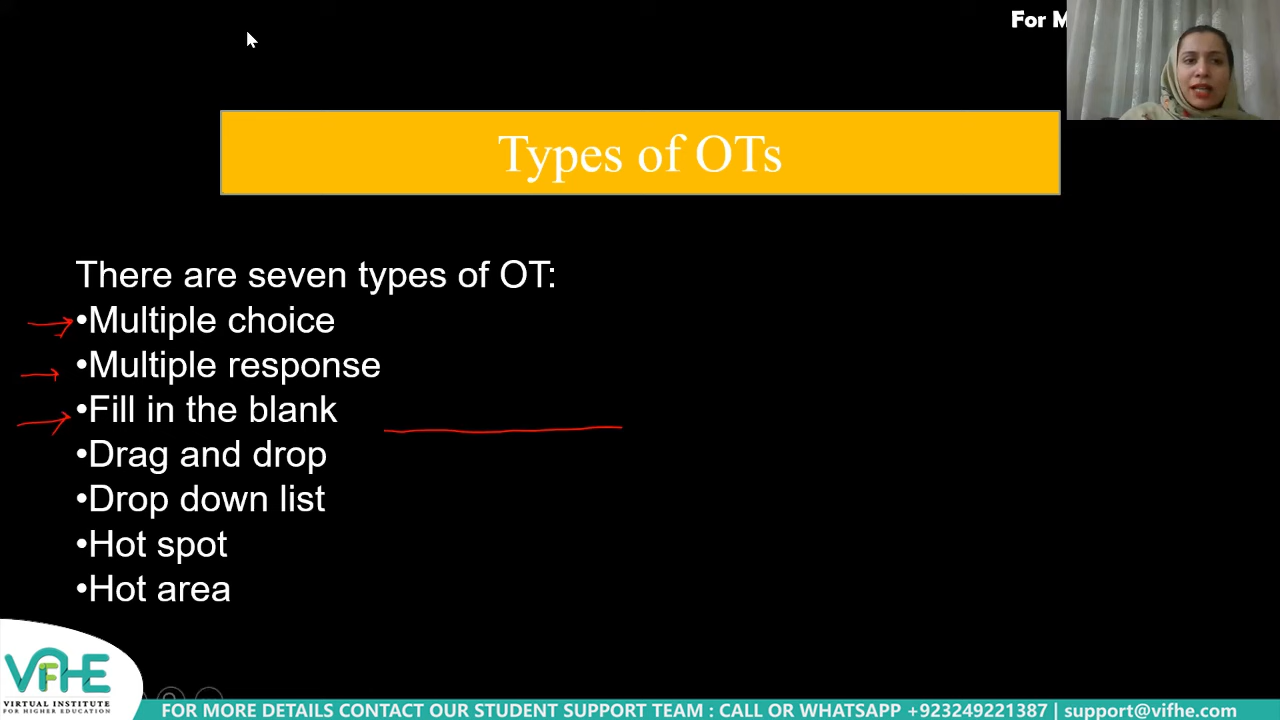 For M
Types of OTs
There are seven types of OT:
•Multiple choice
•Multiple response
•Fill in the blank
•Drag and drop
•Drop down list
•Hot spot
•Hot area
VIFHE
VIRTUAL INSTITUTE
FOR HIGHER EDUCATION
FOR MORE DETAILS CONTACT OUR STUDENT SUPPORT TEAM : CALL OR WHATSAPP +923249221387 | support@vifhe.com